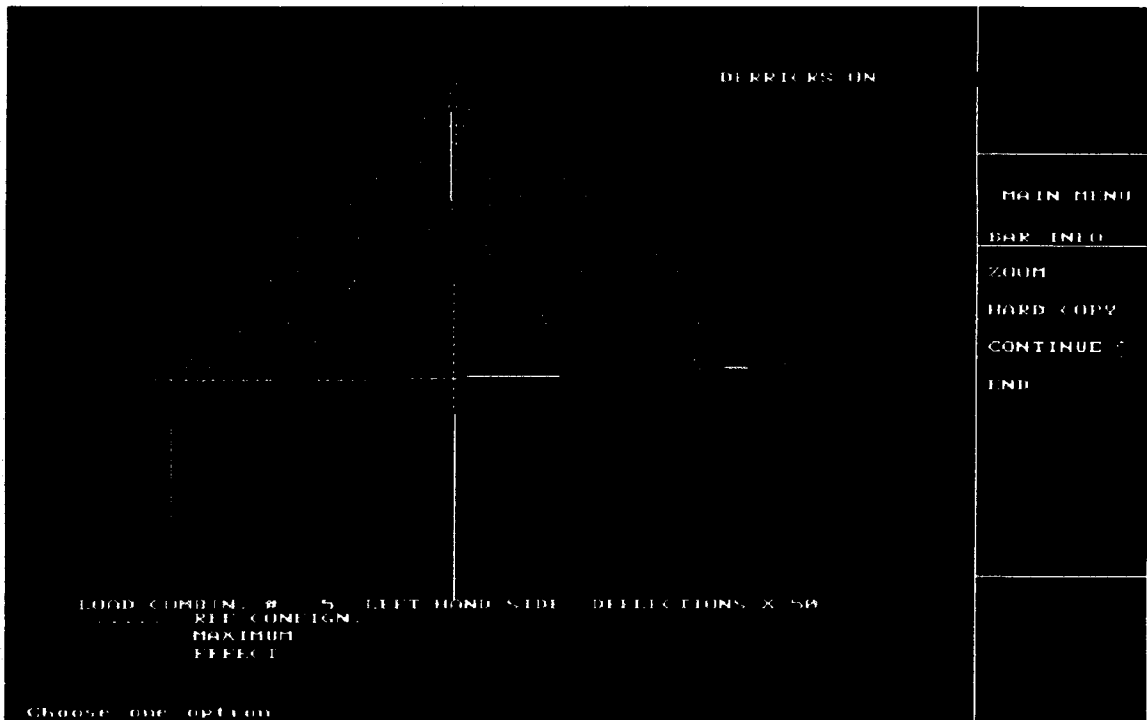 DERRICKS ON
MAIN MENU
BAR INFO
ZOOM
HARD COPY
CONTINUE
END
LOAD COMBIN. # 5 LEFT HAND SIDE DEFLECTIONS X 50
..... REF CONFIGN.
MAXIMUM
EFFECT
Choose one option